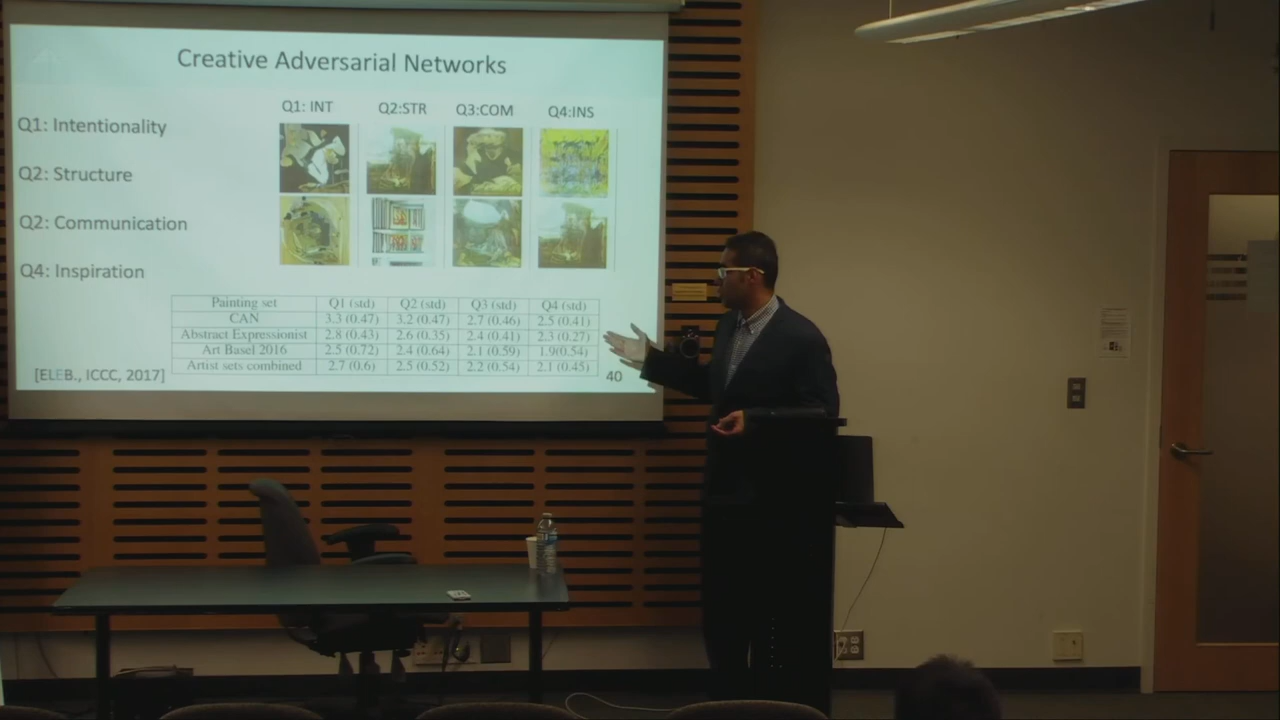 Creative Adversarial Networks
Q1: INT Q2:STR Q3:COM Q4:INS
Q1: Intentionality
Q2: Structure
Q2: Communication
Q4: Inspiration
Painting set Q1 (std) Q2 (std) Q3 (std) Q4 (std)
CAN 3.3 (0.47) 3.2 (0.47) 2.7 (0.46) 2.5 (0.41)
Abstract Expressionist 2.8 (0.43) 2.6 (0.35) 2.4 (0.41) 2.3 (0.27)
Art Basel 2016 2.5 (0.72) 2.4 (0.64) 2.1 (0.59) 1.9(0.54)
Artist sets combined 2.7 (0.6) 2.5 (0.52) 2.2 (0.54) 2.1 (0.45)
[ELEB., ICCC, 2017]
40